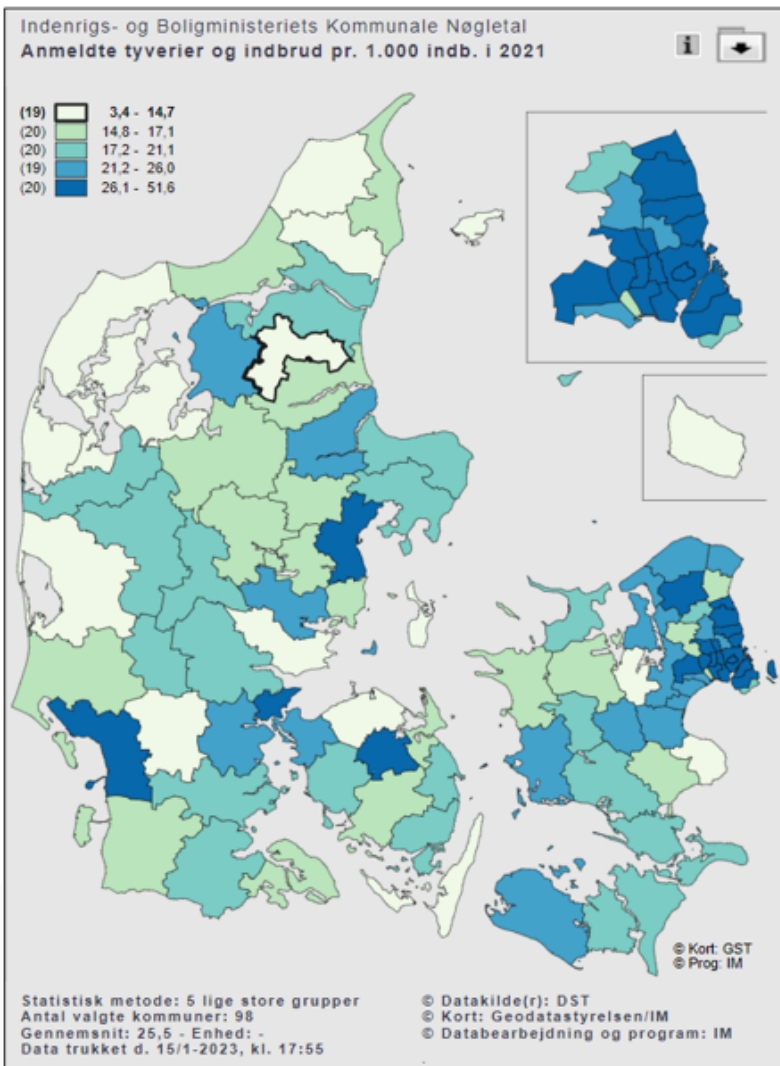 Indenrigs- og Boligministeriets Kommunale Nøgletal
Anmeldte tyverier og indbrud pr. 1.000 indb. i 2021
i
(19) 3,4 - 14,7
(20) 14,8 - 17,1
(20) 17,2 - 21,1
(19) 21,2 - 26,0
(20) 26,1 - 51,6
© Kort: GST
© Prog: IM
Statistisk metode: 5 lige store grupper
Antal valgte kommuner: 98
Gennemsnit: 25,5 - Enhed: -
Data trukket d. 15/1-2023, kl. 17:55
© Datakilde(r): DST
© Kort: Geodatastyrelsen/IM
© Databearbejdning og program: IM